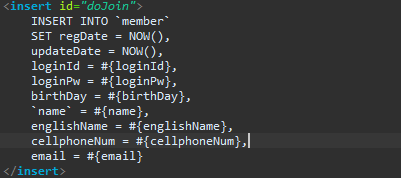 <insert id="doJoin">
INSERT INTO `member`
SET regDate = NOW(),
updateDate = NOW(),
loginId = #{loginId},
loginPw = #{loginPw},
birthDay = #{birthDay},
`name` = #{name},
englishName = #{englishName},
cellphoneNum = #{cellphoneNum},
email = #{email}
</insert>